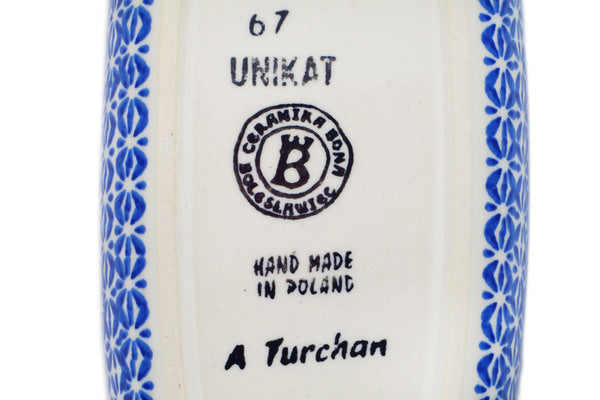 67
UNIKAT
CERAMIKA BONA
B
BOLESŁAWIEC
HAND MADE
IN POLAND
A Turchan